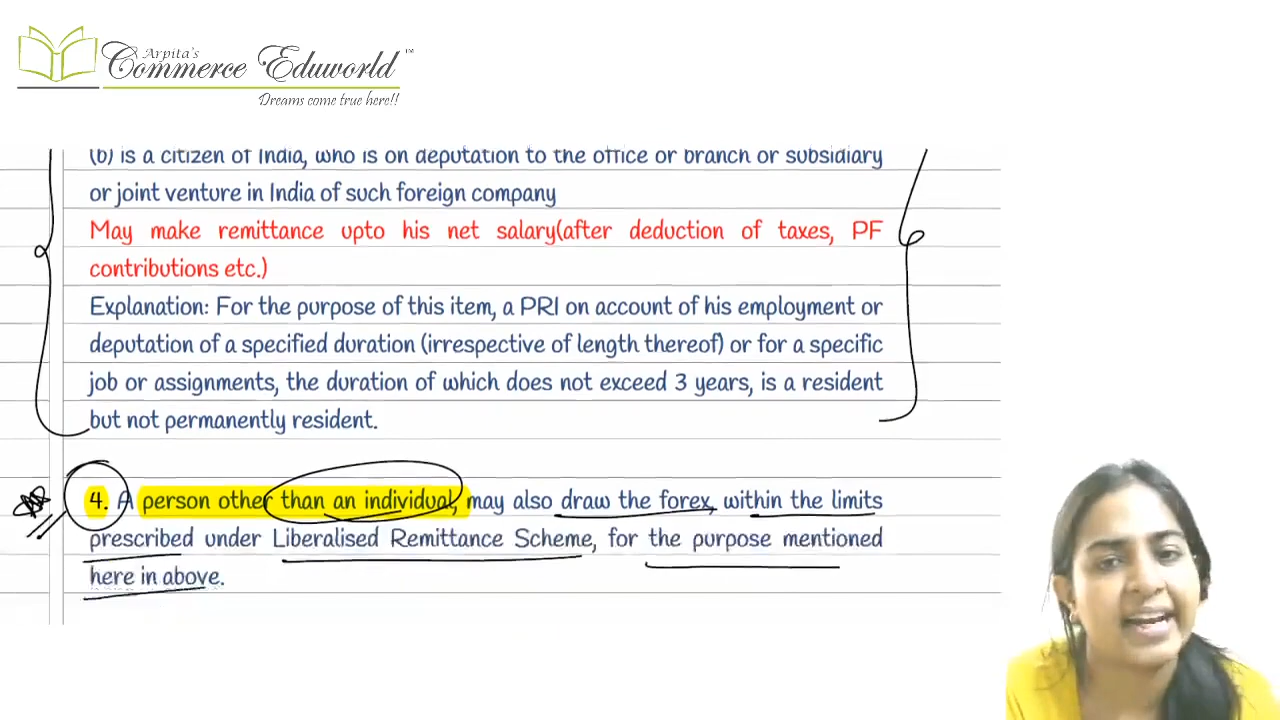 Arpita's
Commerce Eduworld™
Dreams come true here!!
(b) is a citizen of India, who is on deputation to the office or branch or subsidiary
or joint venture in India of such foreign company
May make remittance upto his net salary(after deduction of taxes, PF
contributions etc.)
Explanation: For the purpose of this item, a PRI on account of his employment or
deputation of a specified duration (irrespective of length thereof) or for a specific
job or assignments, the duration of which does not exceed 3 years, is a resident
but not permanently resident.
4. A person other than an individual, may also draw the forex, within the limits
prescribed under Liberalised Remittance Scheme, for the purpose mentioned
here in above.